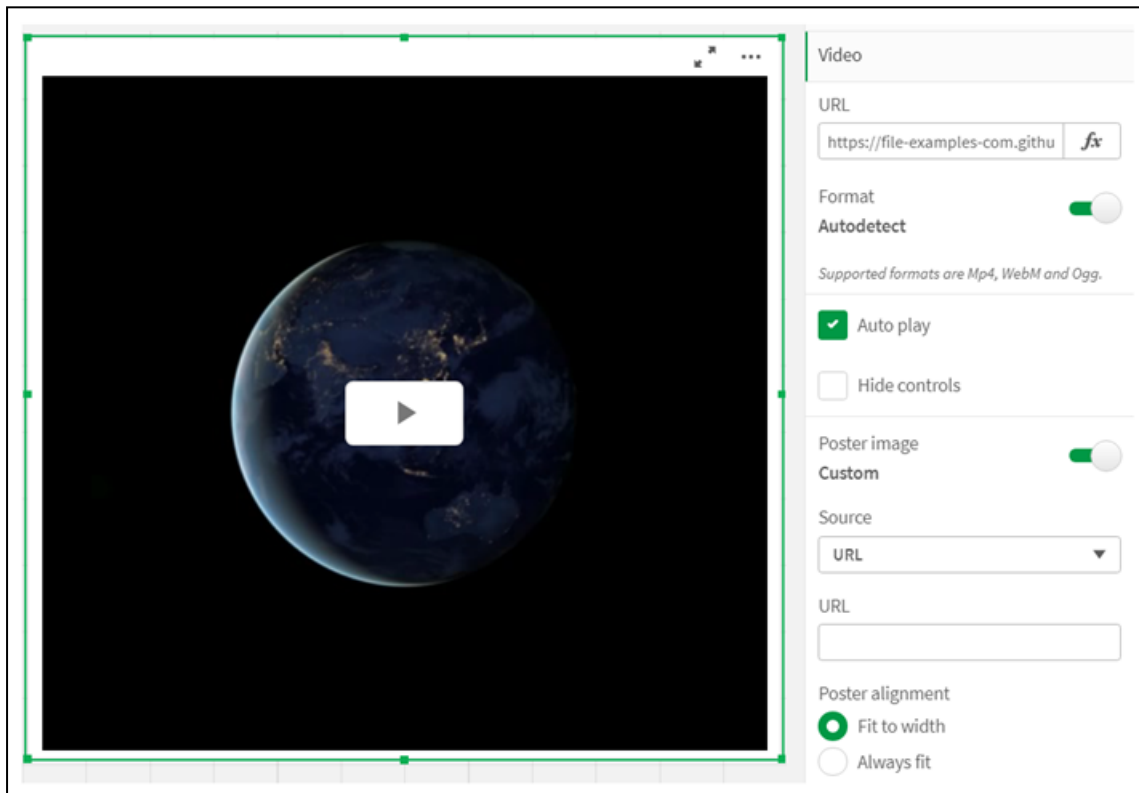 Video
URL
https://file-examples-com.githu
fx
Format
Autodetect
Supported formats are Mp4, WebM and Ogg.
Auto play
Hide controls
Poster image
Custom
Source
URL
URL
Poster alignment
Fit to width
Always fit